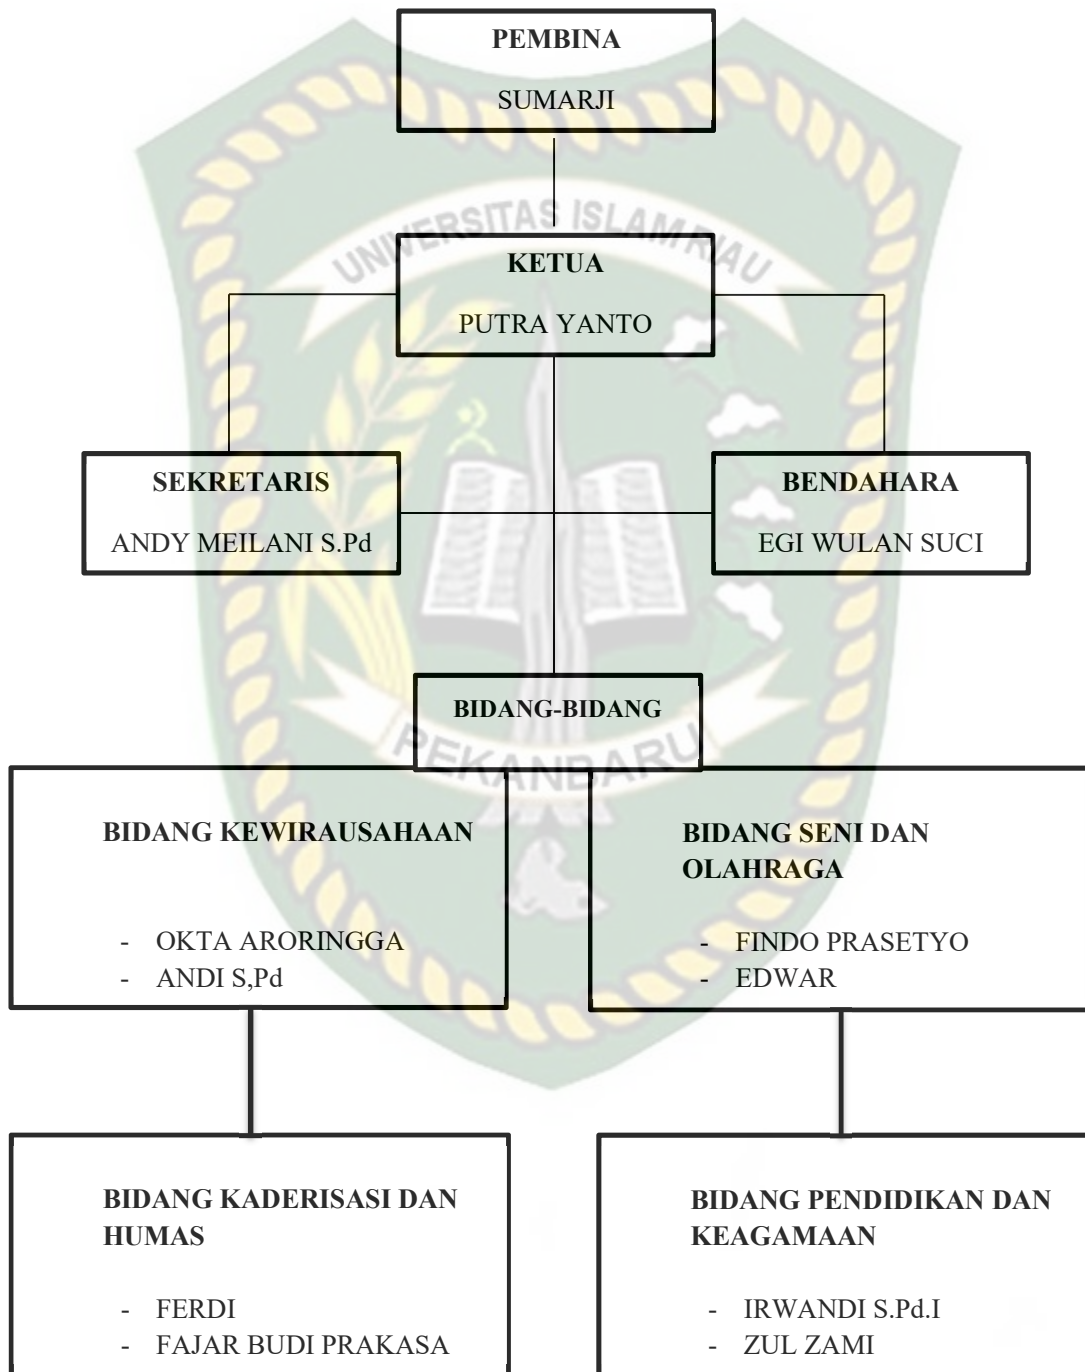 PEMBINA
SUMARJI
UNIVERSITAS ISLAM RIAU
KETUA
PUTRA YANTO
SEKRETARIS
ANDY MEILANI S.Pd
BENDAHARA
EGI WULAN SUCI
BIDANG-BIDANG
PEKANBARU
BIDANG KEWIRAUSAHAAN
- OKTA ARORINGGA
- ANDI S,Pd
BIDANG SENI DAN
OLAHRAGA
- FINDO PRASETYO
- EDWAR
BIDANG KADERISASI DAN
HUMAS
- FERDI
- FAJAR BUDI PRAKASA
BIDANG PENDIDIKAN DAN
KEAGAMAAN
- IRWANDI S.Pd.I
- ZUL ZAMI